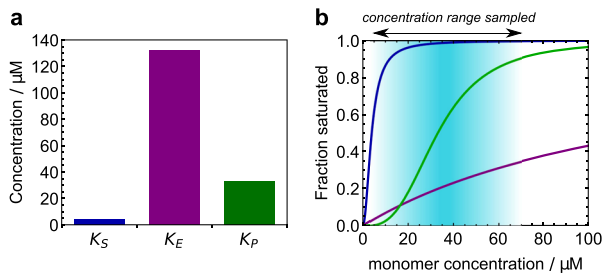 a
Concentration / µM
140
120
100
80
60
40
20
0
K_S K_E K_P
b
concentration range sampled
Fraction saturated
1.0
0.8
0.6
0.4
0.2
0.0
0 20 40 60 80 100
monomer concentration / µM